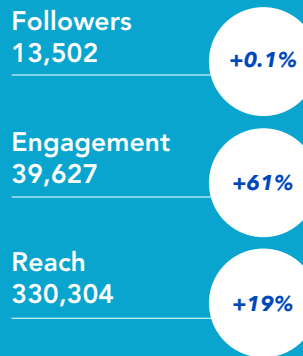 Followers
13,502
+0.1%
Engagement
39,627
+61%
Reach
330,304
+19%